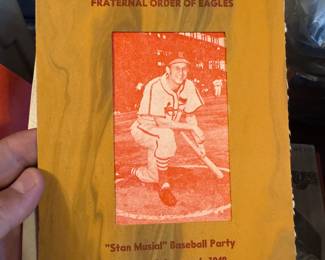 FRATERNAL ORDER OF EAGLES
"Stan Musial" Baseball Party